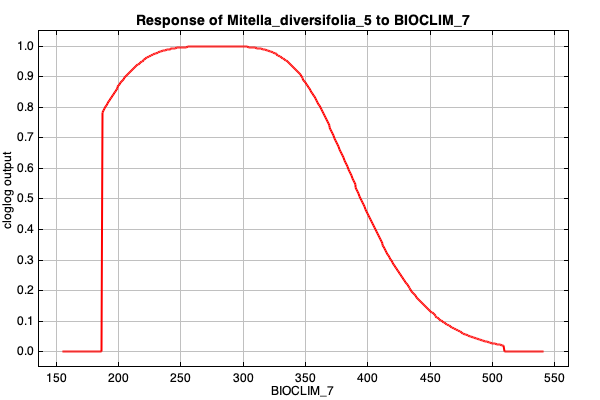 Response of Mitella_diversifolia_5 to BIOCLIM_7
1.0
0.9
0.8
0.7
0.6
0.5
0.4
0.3
0.2
0.1
0.0
cloglog output
150 200 250 300 350 400 450 500 550
BIOCLIM_7